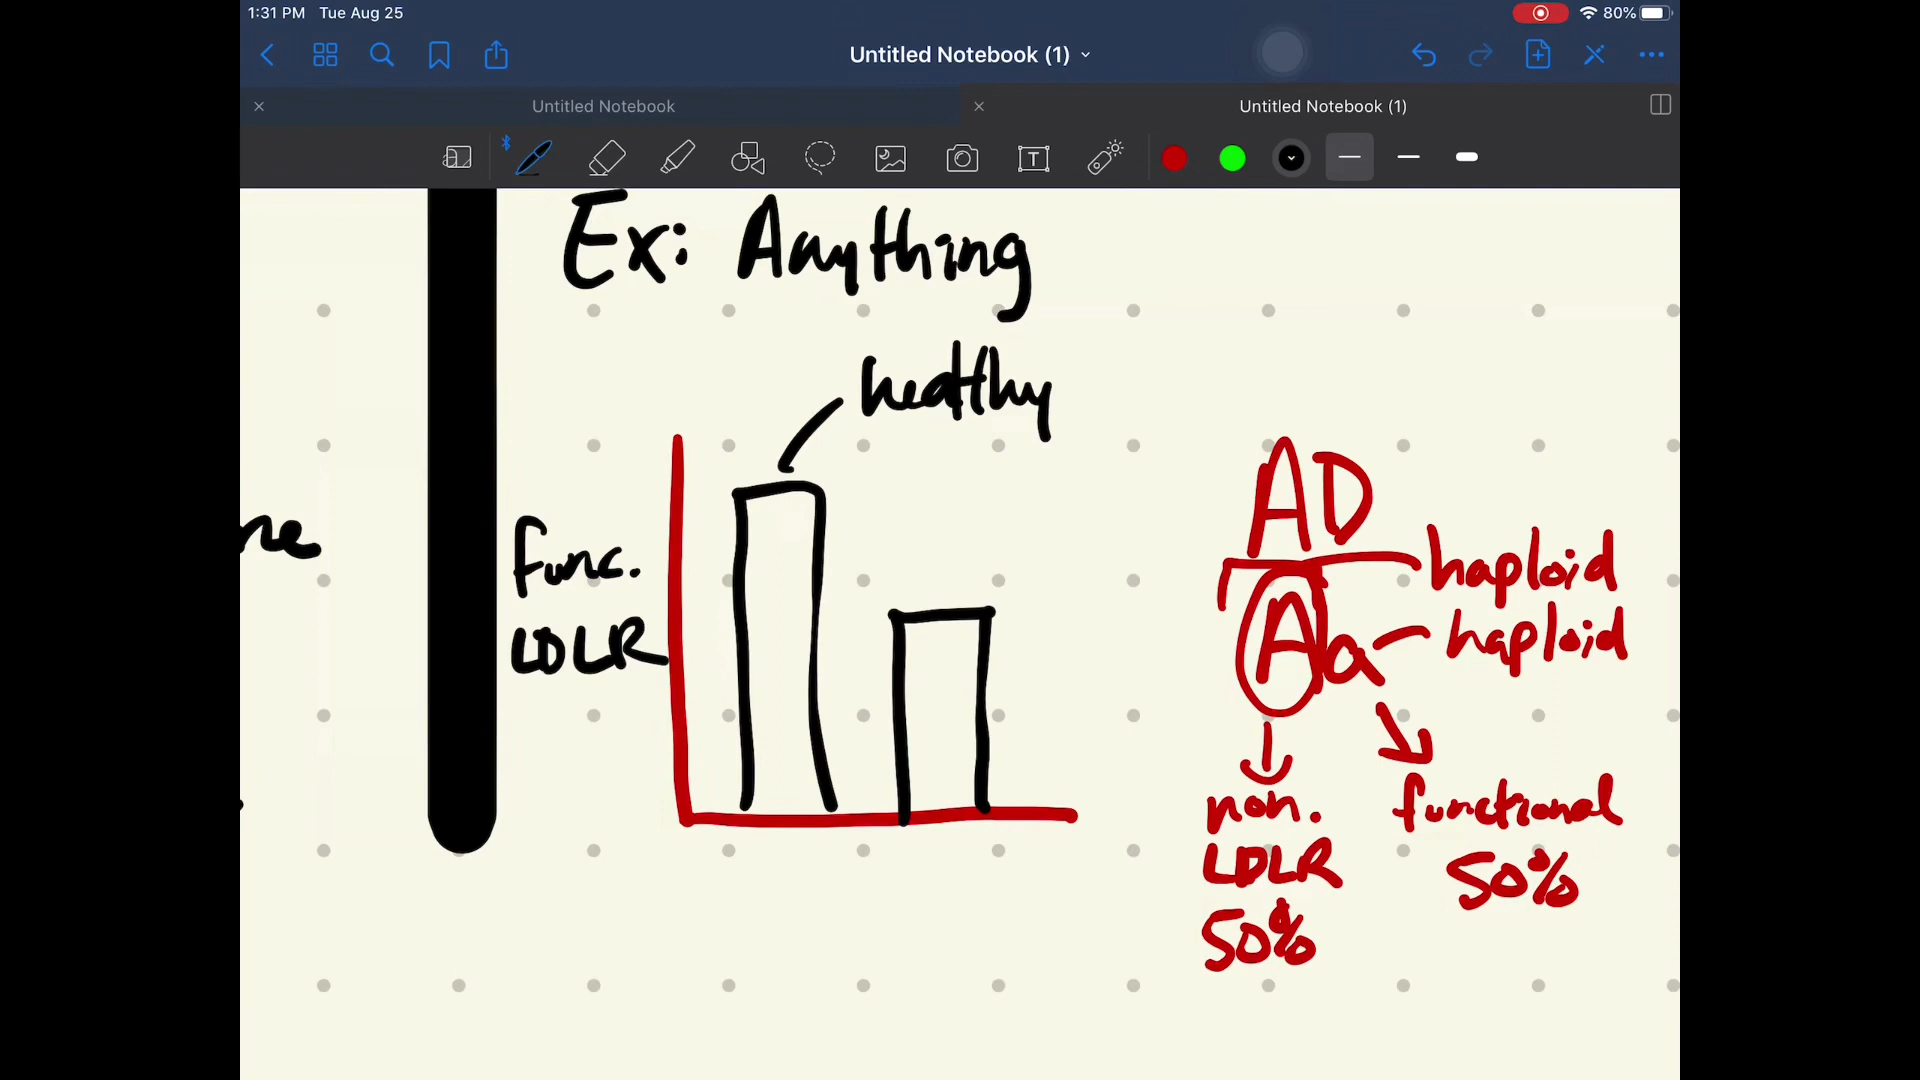 1:31 PM Tue Aug 25
80%
Untitled Notebook (1)
Untitled Notebook
Untitled Notebook (1)
T
Ex: Anything
healthy
AD
func.
LDLR
haploid
Aa
haploid
non.
LDLR
50%
functional
50%